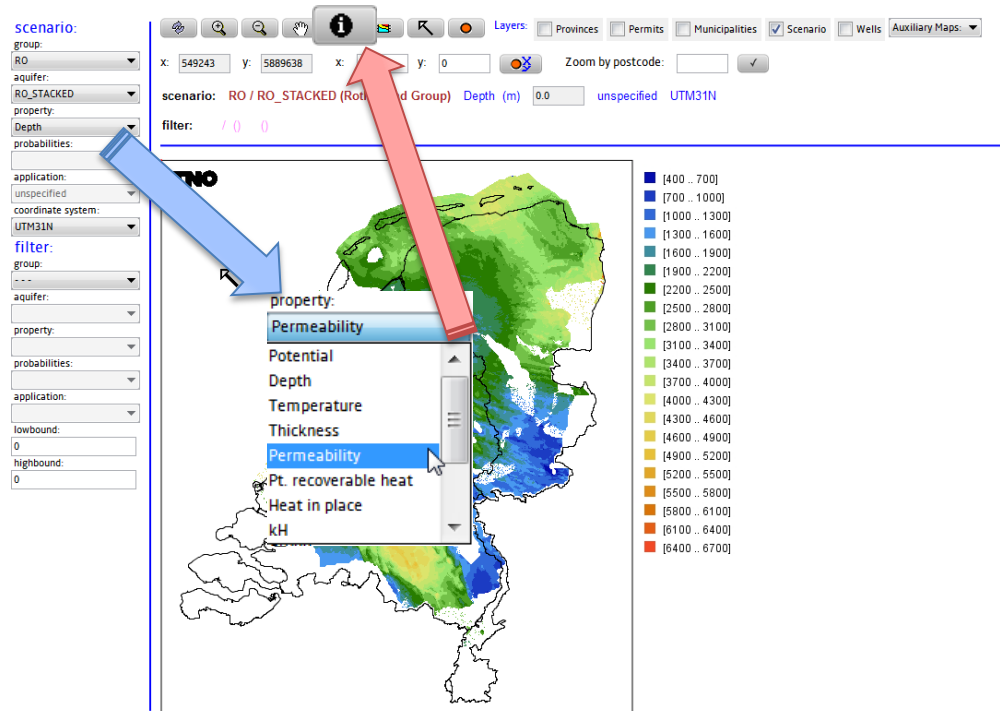 scenario:
group:
RO
aquifer:
RO_STACKED
property:
Depth
probabilities:
application:
unspecified
coordinate system:
UTM31N
filter:
group:
- - -
aquifer:
property:
probabilities:
application:
lowbound:
0
highbound:
0
i
Layers: Provinces Permits Municipalities Scenario Wells Auxiliary Maps:
x: 549243 y: 5889638 x: y: 0 XY Zoom by postcode:
scenario: RO / RO_STACKED (Rotl d Group) Depth (m) 0.0 unspecified UTM31N
filter: / () ()
TNO
property:
Permeability
Potential
Depth
Temperature
Thickness
Permeability
Pt. recoverable heat
Heat in place
kH
[400 .. 700]
[700 .. 1000]
[1000 .. 1300]
[1300 .. 1600]
[1600 .. 1900]
[1900 .. 2200]
[2200 .. 2500]
[2500 .. 2800]
[2800 .. 3100]
[3100 .. 3400]
[3400 .. 3700]
[3700 .. 4000]
[4000 .. 4300]
[4300 .. 4600]
[4600 .. 4900]
[4900 .. 5200]
[5200 .. 5500]
[5500 .. 5800]
[5800 .. 6100]
[6100 .. 6400]
[6400 .. 6700]